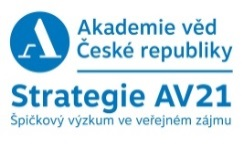 Akademie věd
České republiky
Strategie AV21
Špičkový výzkum ve veřejném zájmu